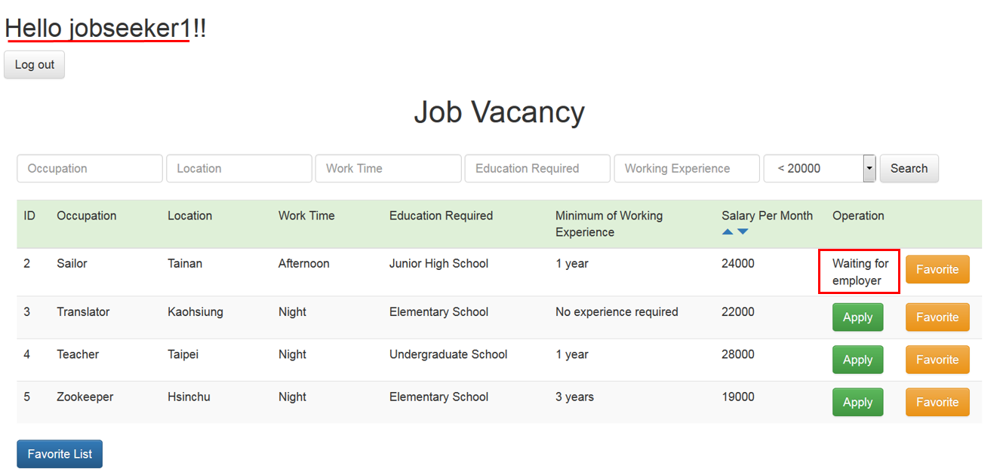 Hello jobseeker1!!
Log out
Job Vacancy
Occupation Location Work Time Education Required Working Experience < 20000 Search
ID Occupation Location Work Time Education Required Minimum of Working Experience Salary Per Month Operation
2 Sailor Tainan Afternoon Junior High School 1 year 24000 Waiting for employer Favorite
3 Translator Kaohsiung Night Elementary School No experience required 22000 Apply Favorite
4 Teacher Taipei Night Undergraduate School 1 year 28000 Apply Favorite
5 Zookeeper Hsinchu Night Elementary School 3 years 19000 Apply Favorite
Favorite List